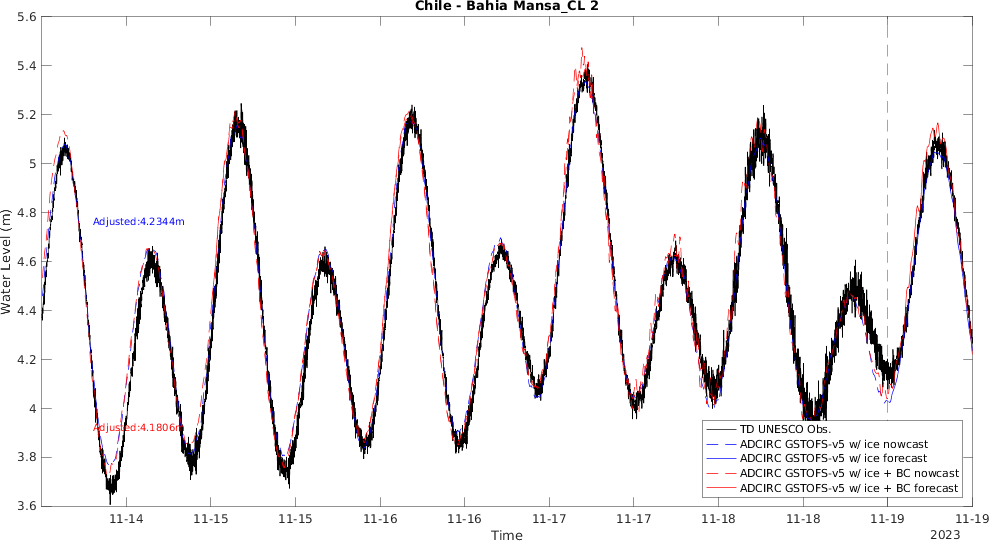 Chile - Bahia Mansa_CL 2
Water Level (m)
5.6
5.4
5.2
5
4.8
4.6
4.4
4.2
4
3.8
3.6
Adjusted:4.2344m
Adjusted:4.1806m
TD UNESCO Obs.
ADCIRC GSTOFS-v5 w/ ice nowcast
ADCIRC GSTOFS-v5 w/ ice forecast
ADCIRC GSTOFS-v5 w/ ice + BC nowcast
ADCIRC GSTOFS-v5 w/ ice + BC forecast
11-14 11-15 11-15 11-16 11-16 11-17 11-17 11-18 11-18 11-19 11-19
Time
2023